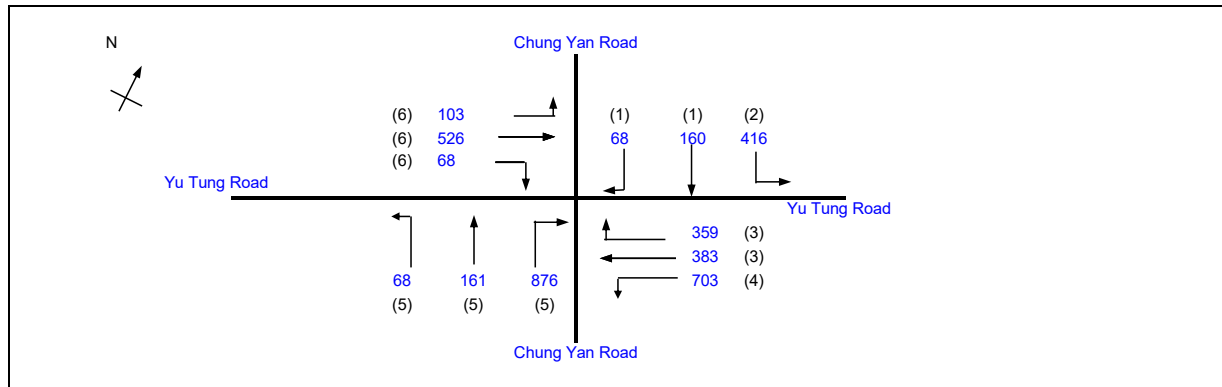 N
Chung Yan Road
(6) 103
(1) (1) (2)
(6) 526
68 160 416
(6) 68
Yu Tung Road
Yu Tung Road
359 (3)
383 (3)
68 161 876
703 (4)
(5) (5) (5)
Chung Yan Road